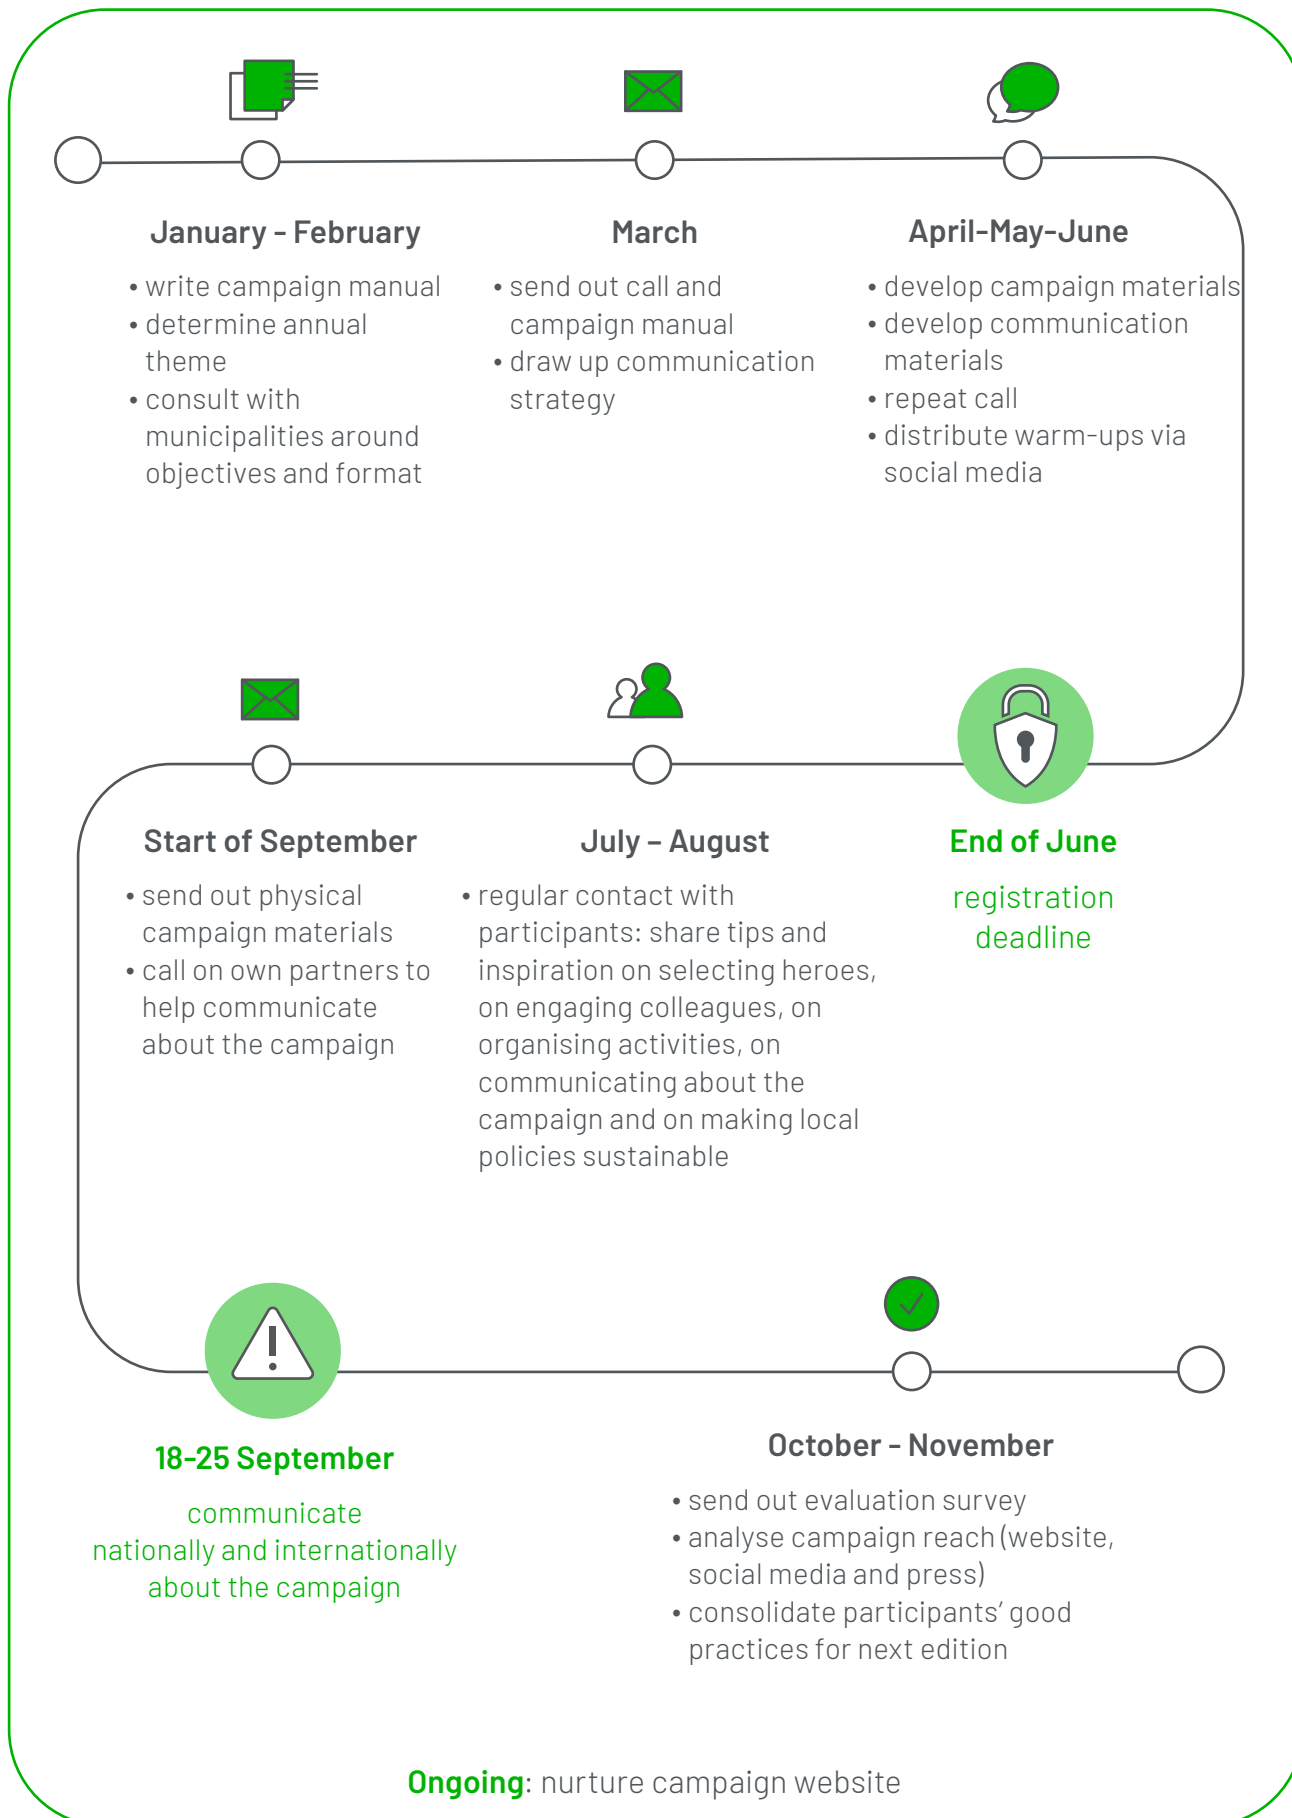 January - February
• write campaign manual
• determine annual
theme
• consult with
municipalities around
objectives and format
March
• send out call and
campaign manual
• draw up communication
strategy
April-May-June
• develop campaign materials
• develop communication
materials
• repeat call
• distribute warm-ups via
social media
End of June
registration
deadline
July – August
• regular contact with
participants: share tips and
inspiration on selecting heroes,
on engaging colleagues, on
organising activities, on
communicating about the
campaign and on making local
policies sustainable
Start of September
• send out physical
campaign materials
• call on own partners to
help communicate
about the campaign
18-25 September
communicate
nationally and internationally
about the campaign
October - November
• send out evaluation survey
• analyse campaign reach (website,
social media and press)
• consolidate participants’ good
practices for next edition
Ongoing: nurture campaign website